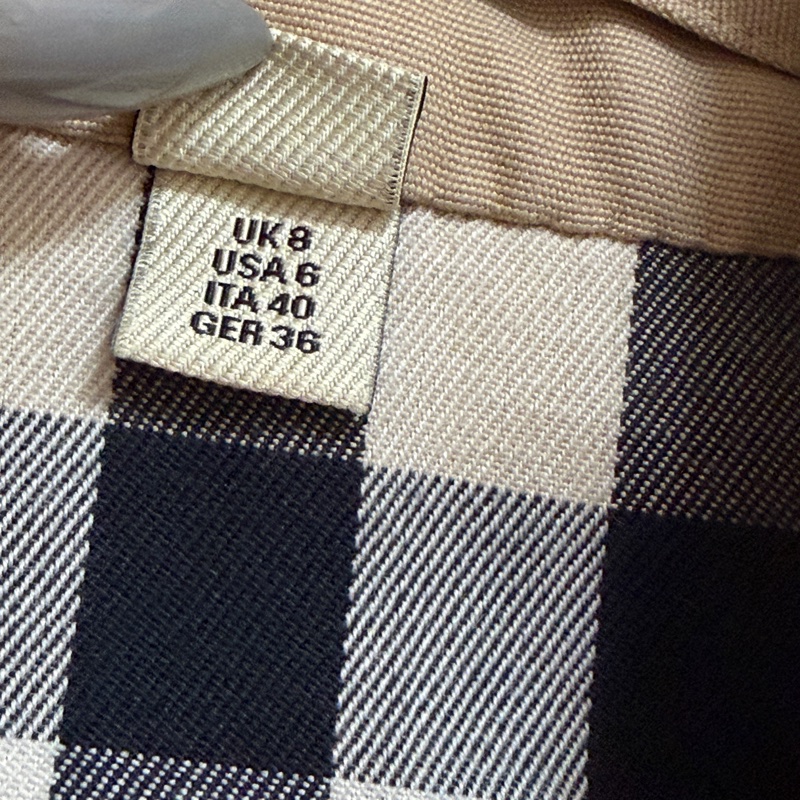 UK 8
USA 6
ITA 40
GER 36